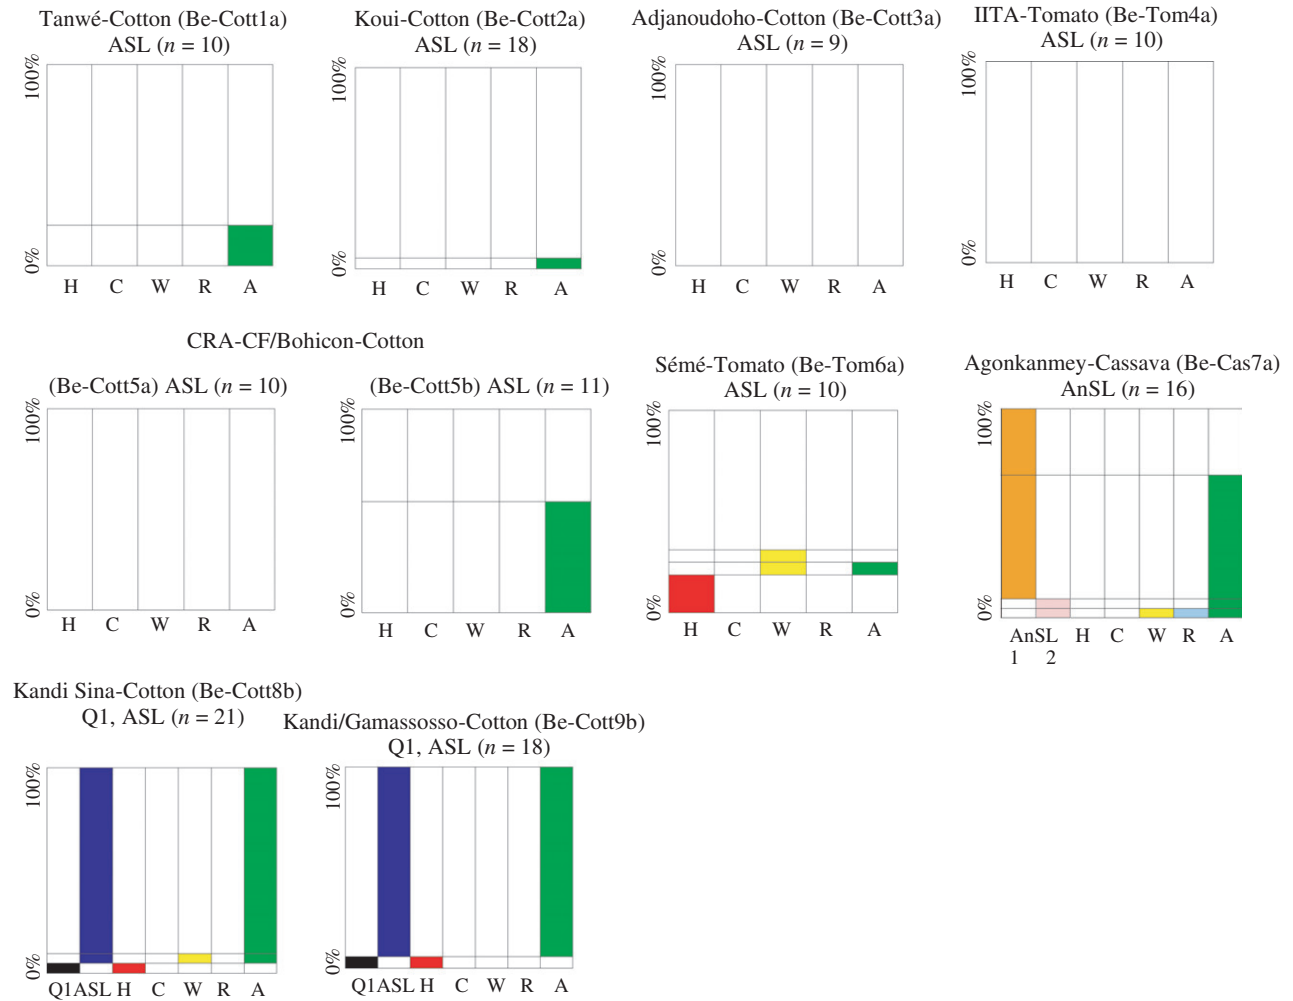 Tanwé-Cotton (Be-Cott1a)
ASL (n = 10)
100%
0%
H C W R A
Koui-Cotton (Be-Cott2a)
ASL (n = 18)
100%
0%
H C W R A
Adjanoudoho-Cotton (Be-Cott3a)
ASL (n = 9)
100%
0%
H C W R A
IITA-Tomato (Be-Tom4a)
ASL (n = 10)
100%
0%
H C W R A
CRA-CF/Bohicon-Cotton
(Be-Cott5a) ASL (n = 10)
100%
0%
H C W R A
(Be-Cott5b) ASL (n = 11)
100%
0%
H C W R A
Sémé-Tomato (Be-Tom6a)
ASL (n = 10)
100%
0%
H C W R A
Agonkanmey-Cassava (Be-Cas7a)
AnSL (n = 16)
100%
0%
AnSL H C W R A
1 2
Kandi Sina-Cotton (Be-Cott8b)
Q1, ASL (n = 21)
100%
0%
Q1ASL H C W R A
Kandi/Gamassosso-Cotton (Be-Cott9b)
Q1, ASL (n = 18)
100%
0%
Q1ASL H C W R A